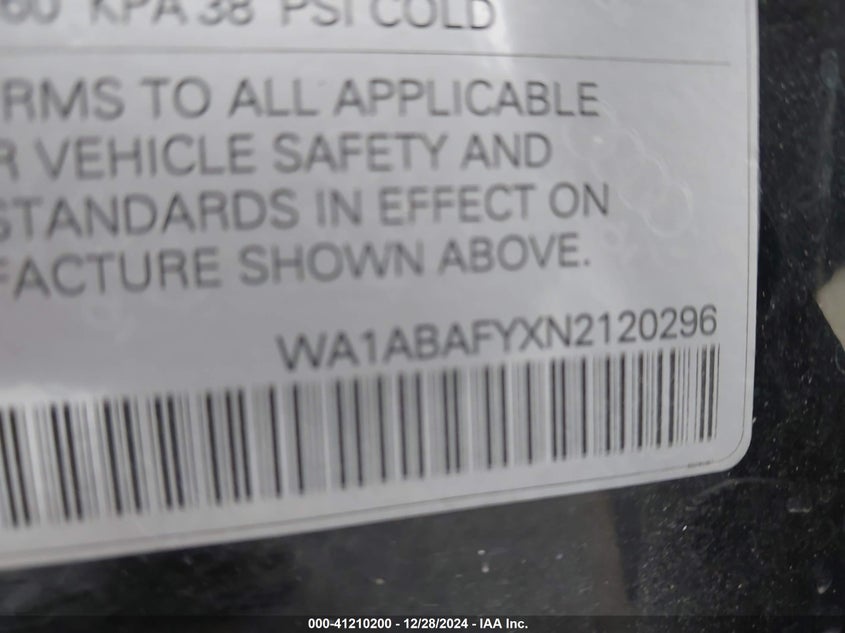 60 KPA 38 PSI COLD
RMS TO ALL APPLICABLE
R VEHICLE SAFETY AND
STANDARDS IN EFFECT ON
FACTURE SHOWN ABOVE.
WA1ABAFYXN2120296
000-41210200 - 12/28/2024 - IAA Inc.